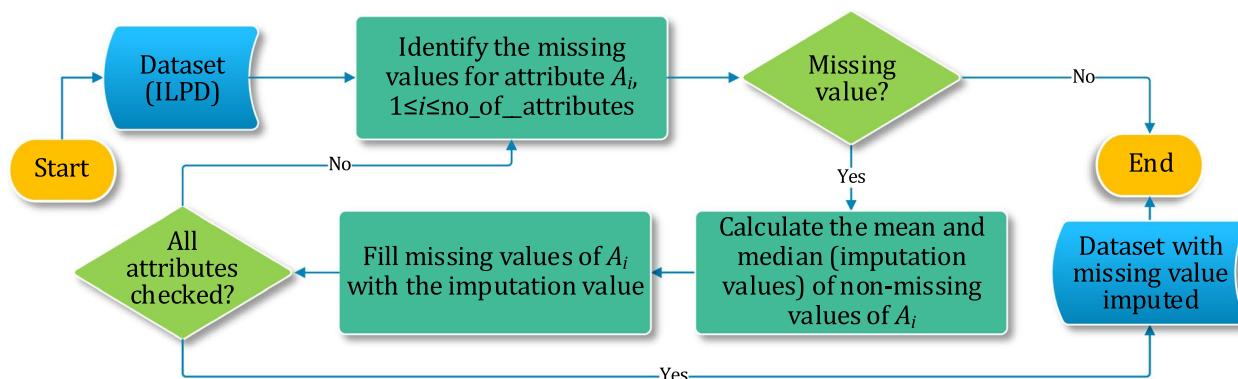 Start
Dataset
(ILPD)
Identify the missing
values for attribute Aᵢ,
1≤i≤no_of__attributes
Missing
value?
No
End
Yes
Calculate the mean and
median (imputation
values) of non-missing
values of Aᵢ
Fill missing values of Aᵢ
with the imputation value
All
attributes
checked?
No
Yes
Dataset with
missing value
imputed